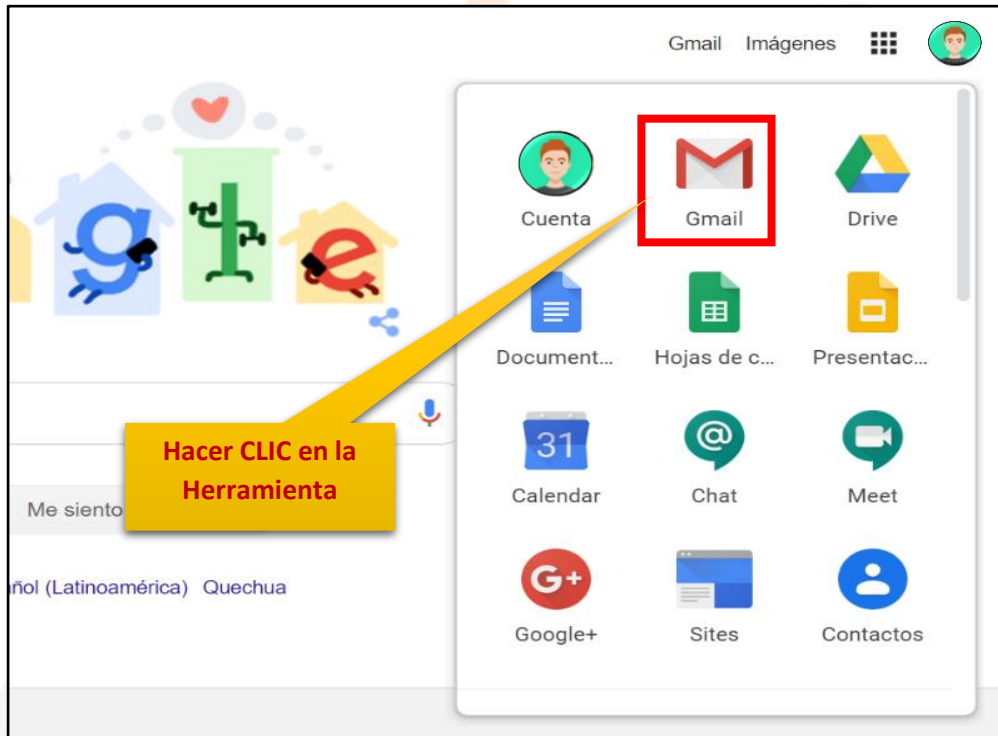 Gmail Imágenes
Cuenta Gmail Drive
Document... Hojas de c... Presentac...
Hacer CLIC en la
Herramienta
31
Calendar Chat Meet
Me siento
ñol (Latinoamérica) Quechua
G+
Google+ Sites Contactos